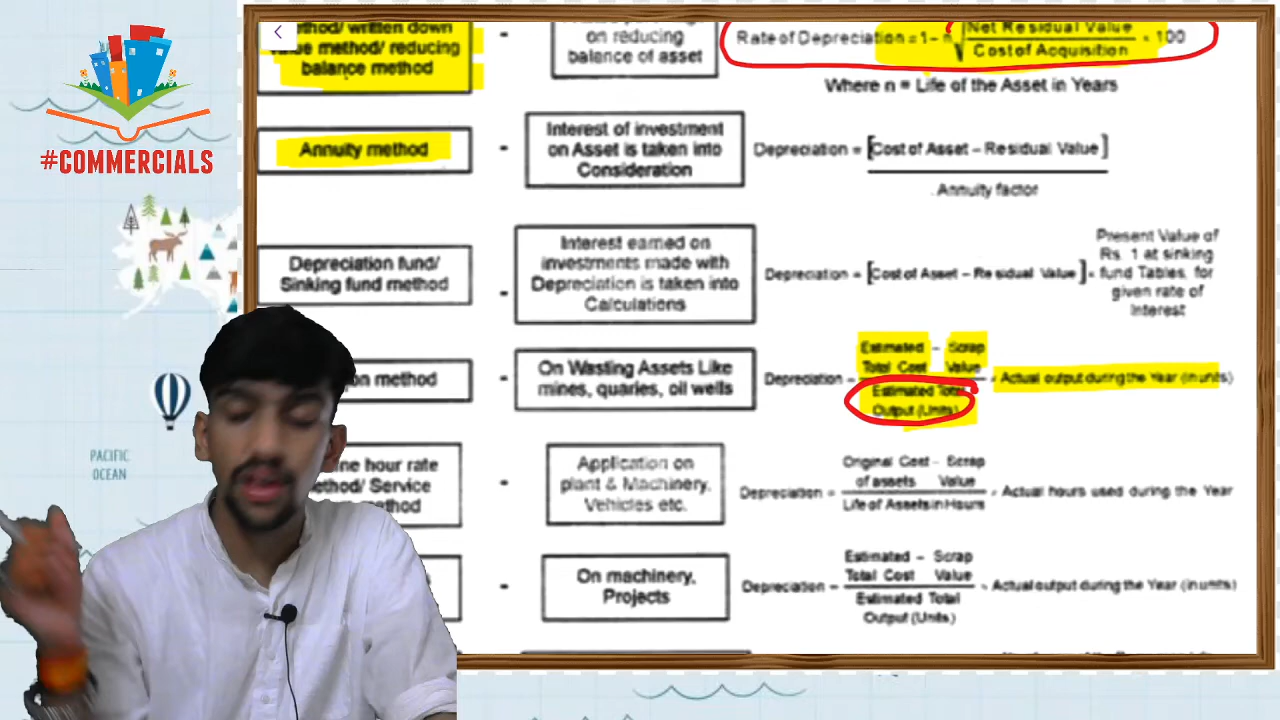 #COMMERCIALS
PACIFIC
OCEAN
method/ written down
value method/ reducing
balance method
-
on reducing
balance of asset
Rate of Depreciation = 1 – n√ Net Residual Value / Cost of Acquisition × 100
Where n = Life of the Asset in Years
Annuity method
-
Interest of investment
on Asset is taken into
Consideration
Depreciation = [Cost of Asset – Residual Value]
Annuity factor
Depreciation fund/
Sinking fund method
-
Interest earned on
investments made with
Depreciation is taken into
Calculations
Depreciation = [Cost of Asset – Residual Value] ×
Present Value of
Rs. 1 at sinking
fund Tables, for
given rate of
Interest
on method
-
On Wasting Assets Like
mines, quaries, oil wells
Depreciation =
Estimated – Scrap
Total Cost Value
Estimated Total
Output (Units)
× Actual output during the Year (in units)
ne hour rate
method/ Service
thod
-
Application on
plant & Machinery,
Vehicles etc.
Depreciation =
Original Cost – Scrap
of assets Value
Life of Assets in Hours
× Actual hours used during the Year
-
On machinery,
Projects
Depreciation =
Estimated – Scrap
Total Cost Value
Estimated Total
Output (Units)
× Actual output during the Year (in units)